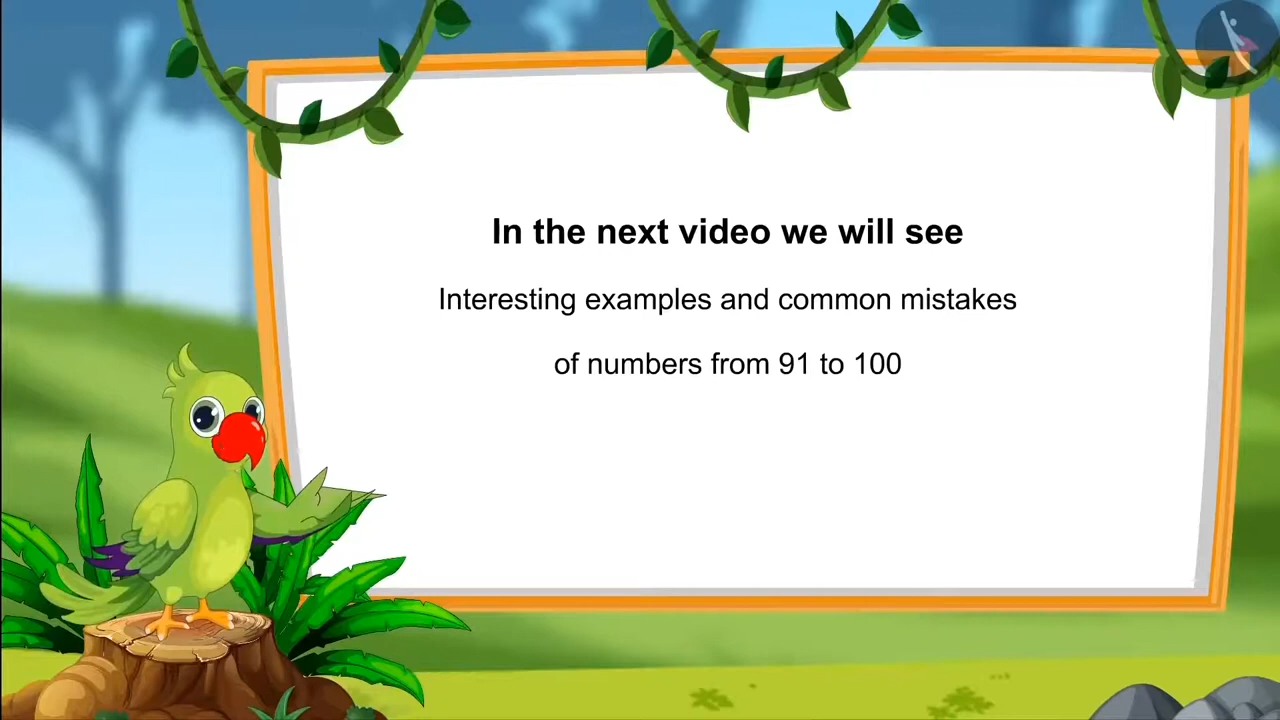 In the next video we will see
Interesting examples and common mistakes
of numbers from 91 to 100